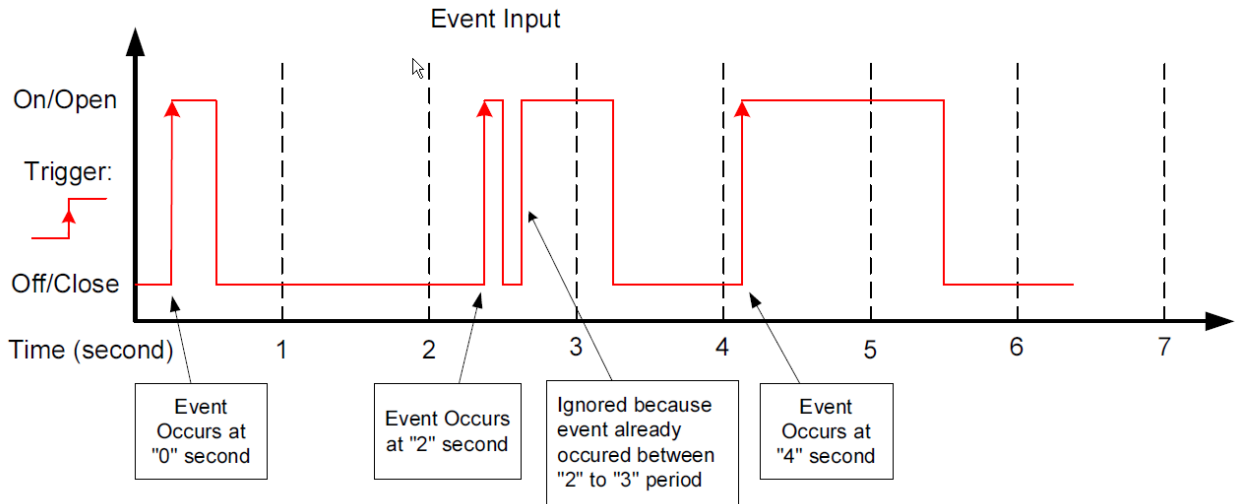 Event Input
On/Open
Trigger:
Off/Close
Time (second)
1
2
3
4
5
6
7
Event
Occurs at
"0" second
Event Occurs
at "2" second
Ignored because
event already
occured between
"2" to "3" period
Event
Occurs at
"4" second